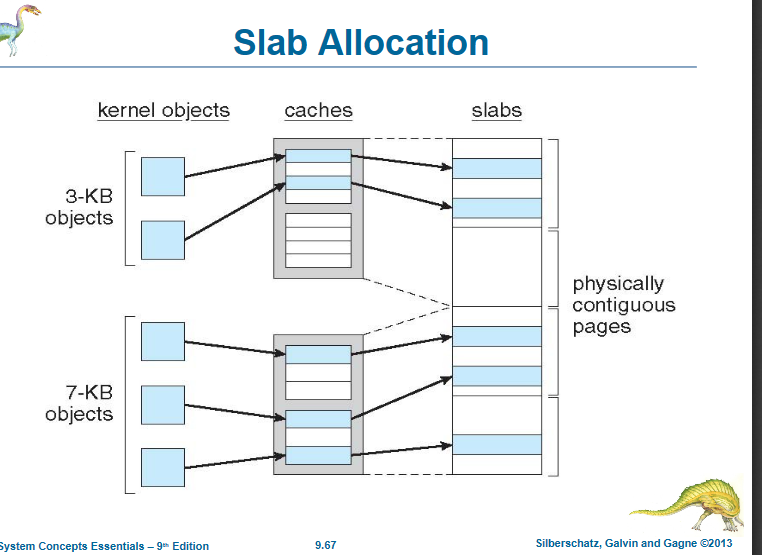 Slab Allocation
kernel objects
caches
slabs
3-KB
objects
physically
contiguous
pages
7-KB
objects
System Concepts Essentials – 9th Edition
9.67
Silberschatz, Galvin and Gagne ©2013